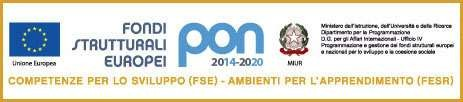 FONDI
STRUTTURALI
EUROPEI
pon
2014-2020
Unione Europea
MIUR
Ministero dell'Istruzione, dell'Università e della Ricerca
Dipartimento per la Programmazione
D.G. per gli Affari Internazionali - Ufficio IV
Programmazione e gestione dei fondi strutturali europei
e nazionali per lo sviluppo e la coesione sociale
COMPETENZE PER LO SVILUPPO (FSE) - AMBIENTI PER L'APPRENDIMENTO (FESR)